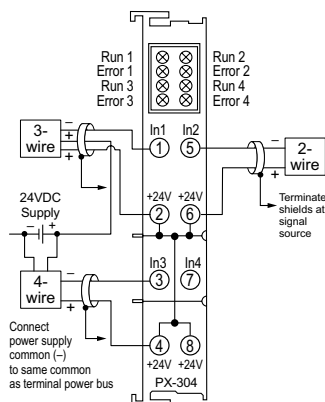 Run 1 Run 2
Error 1 Error 2
Run 3 Run 4
Error 3 Error 4
In1 In2
1 5
3-
wire
−
+
+
2-
wire
+24V +24V
2 6
24VDC
Supply
− +
Terminate
shields at
signal
source
In3 In4
3 7
4-
wire
−
+
Connect
power supply
common (–)
to same common
as terminal power bus
4 8
+24V +24V
PX-304